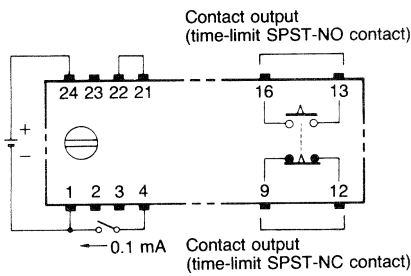 Contact output
(time-limit SPST-NO contact)
24 23 22 21 16 13
+
−
1 2 3 4 9 12
0.1 mA
Contact output
(time-limit SPST-NC contact)